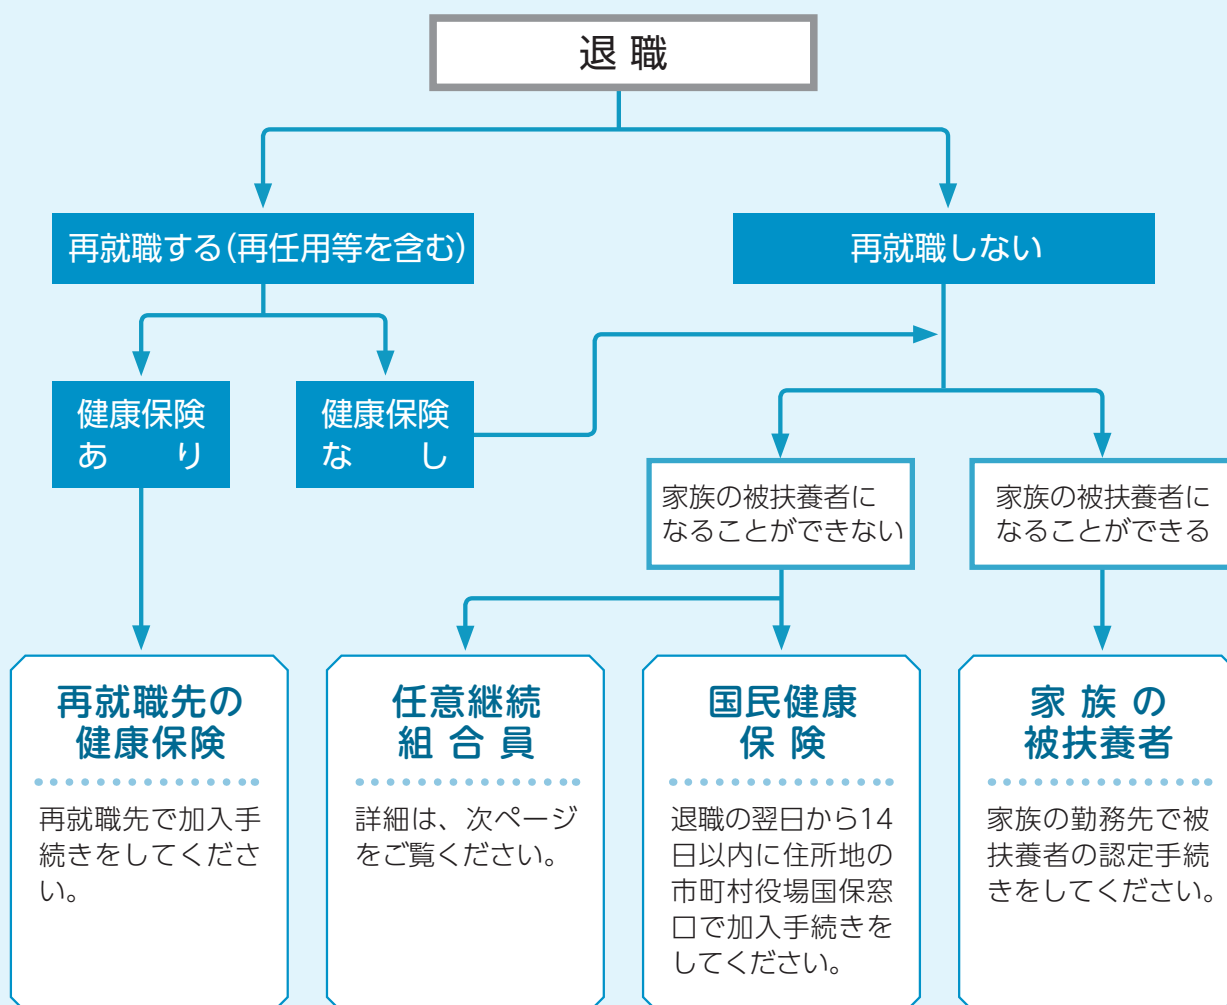 退 職
再就職する(再任用等を含む)
再就職しない
健康保険
あ り
健康保険
な し
家族の被扶養者に
なることができない
家族の被扶養者に
なることができる
再就職先の
健康保険
再就職先で加入手
続きをしてくださ
い。
任意継続
組 合 員
詳細は、次ページ
をご覧ください。
国民健康
保 険
退職の翌日から14
日以内に住所地の
市町村役場国保窓
口で加入手続きを
してください。
家 族 の
被扶養者
家族の勤務先で被
扶養者の認定手続
きをしてください。